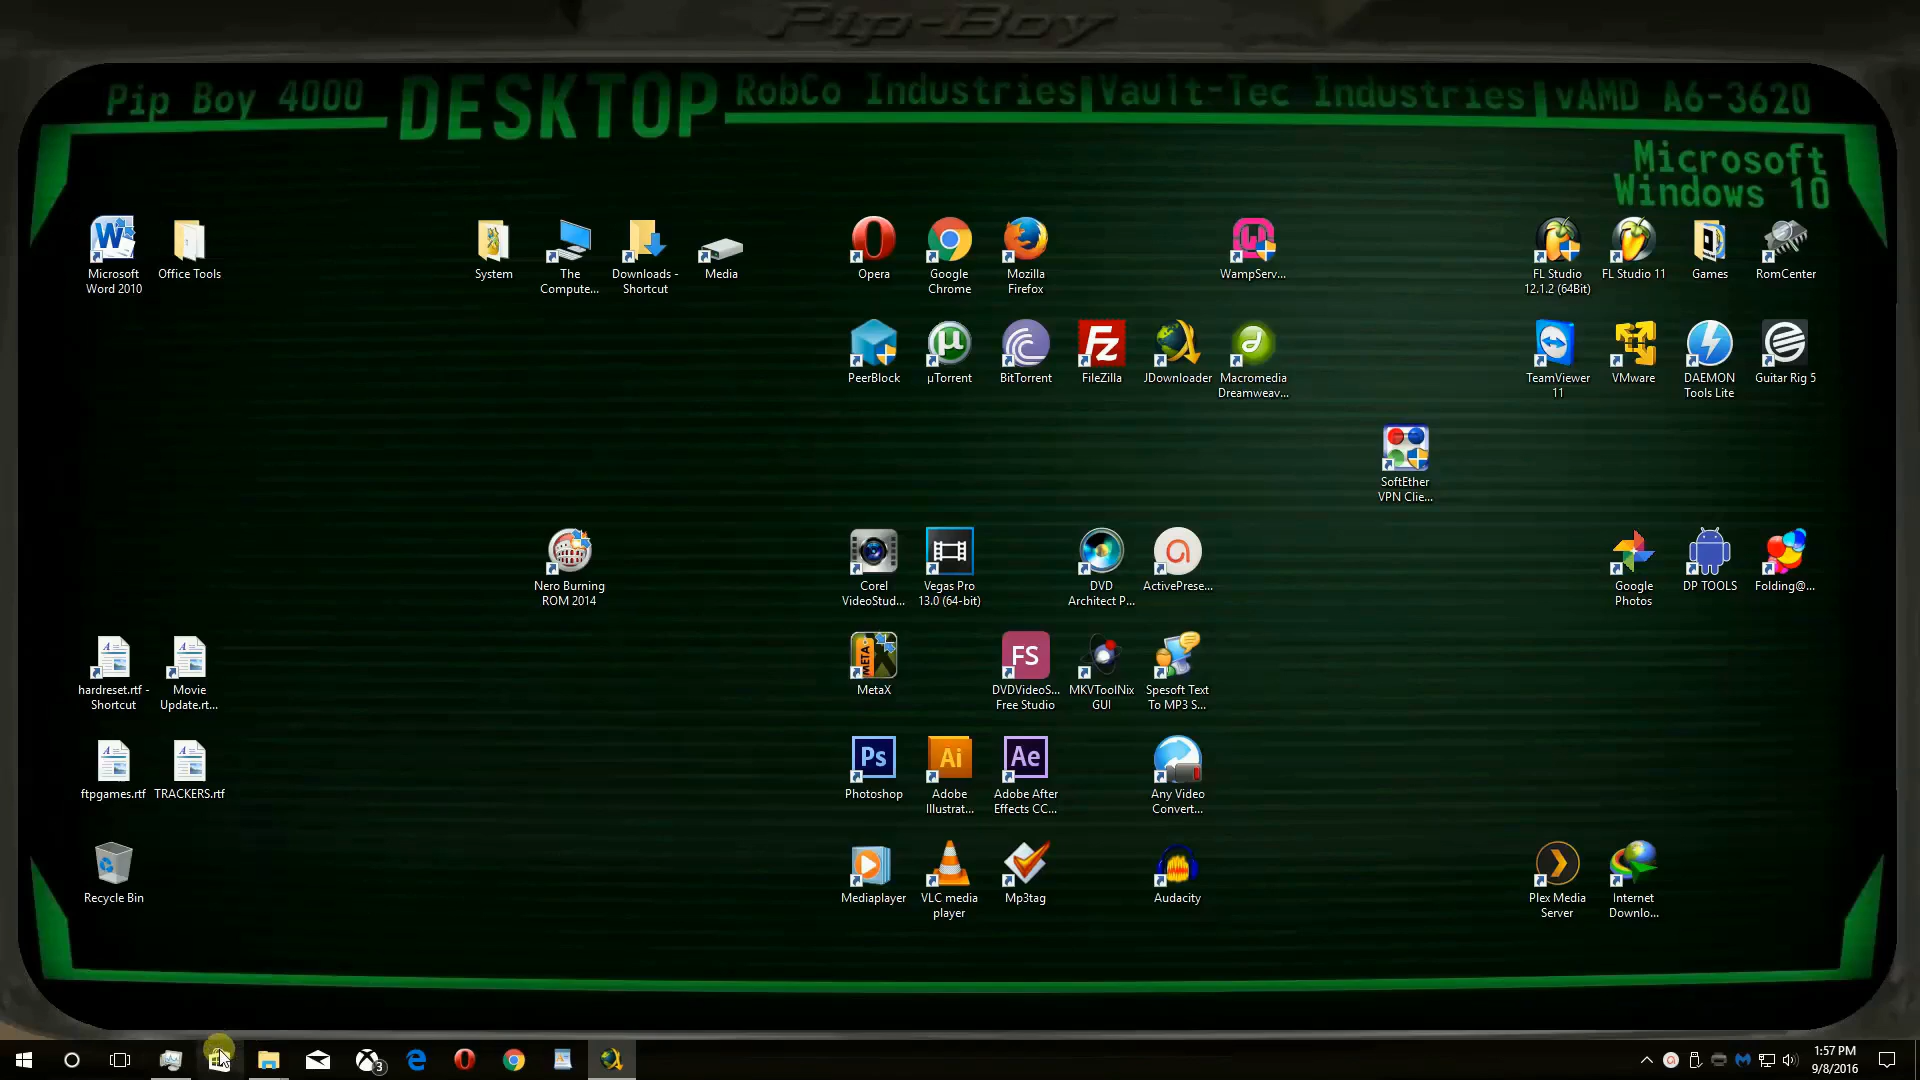 Pip-Boy
Pip Boy 4000
DESKTOP
RobCo Industries
Vault-Tec Industries
vAMD A6-3620
Microsoft
Windows 10
Microsoft
Word 2010
Office Tools
System
The
Compute...
Downloads -
Shortcut
Media
Opera
Google
Chrome
Mozilla
Firefox
WampServ...
FL Studio
12.1.2 (64Bit)
FL Studio 11
Games
RomCenter
PeerBlock
µTorrent
BitTorrent
FileZilla
JDownloader
Macromedia
Dreamweav...
TeamViewer
11
VMware
DAEMON
Tools Lite
Guitar Rig 5
SoftEther
VPN Clie...
Nero Burning
ROM 2014
Corel
VideoStud...
Vegas Pro
13.0 (64-bit)
DVD
Architect P...
ActivePrese...
Google
Photos
DP TOOLS
Folding@...
hardreset.rtf -
Shortcut
Movie
Update.rt...
META
MetaX
FS
DVDVideoS...
Free Studio
MKVToolNix
GUI
Spesoft Text
To MP3 S...
ftpgames.rtf
TRACKERS.rtf
Ps
Photoshop
Ai
Adobe
Illustrat...
Ae
Adobe After
Effects CC...
Any Video
Convert...
Recycle Bin
Mediaplayer
VLC media
player
Mp3tag
Audacity
Plex Media
Server
Internet
Downlo...
3
1:57 PM
9/8/2016